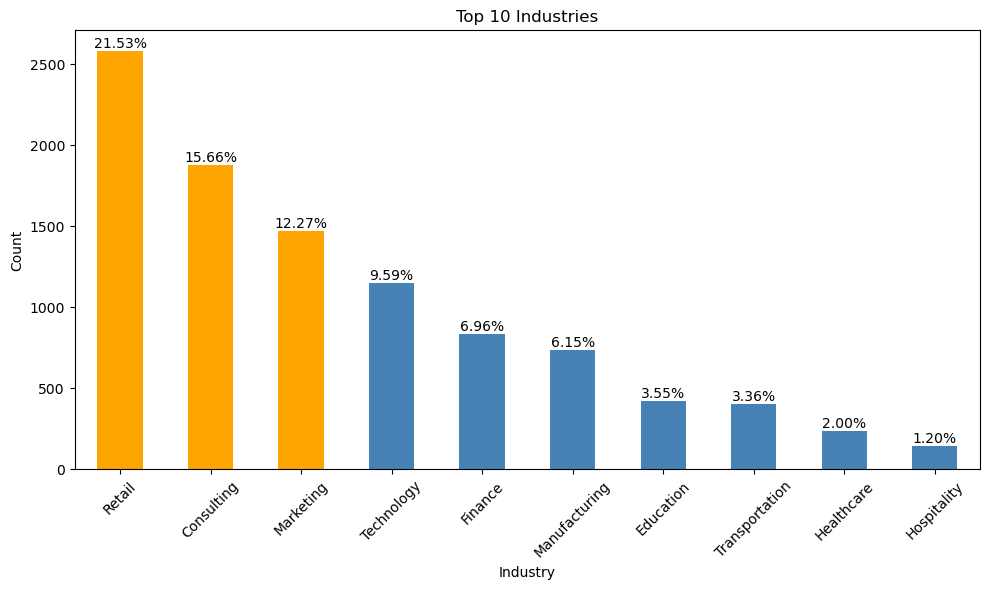 Top 10 Industries
Count
2500
2000
1500
1000
500
0
21.53%
15.66%
12.27%
9.59%
6.96%
6.15%
3.55%
3.36%
2.00%
1.20%
Retail
Consulting
Marketing
Technology
Finance
Manufacturing
Education
Transportation
Healthcare
Hospitality
Industry